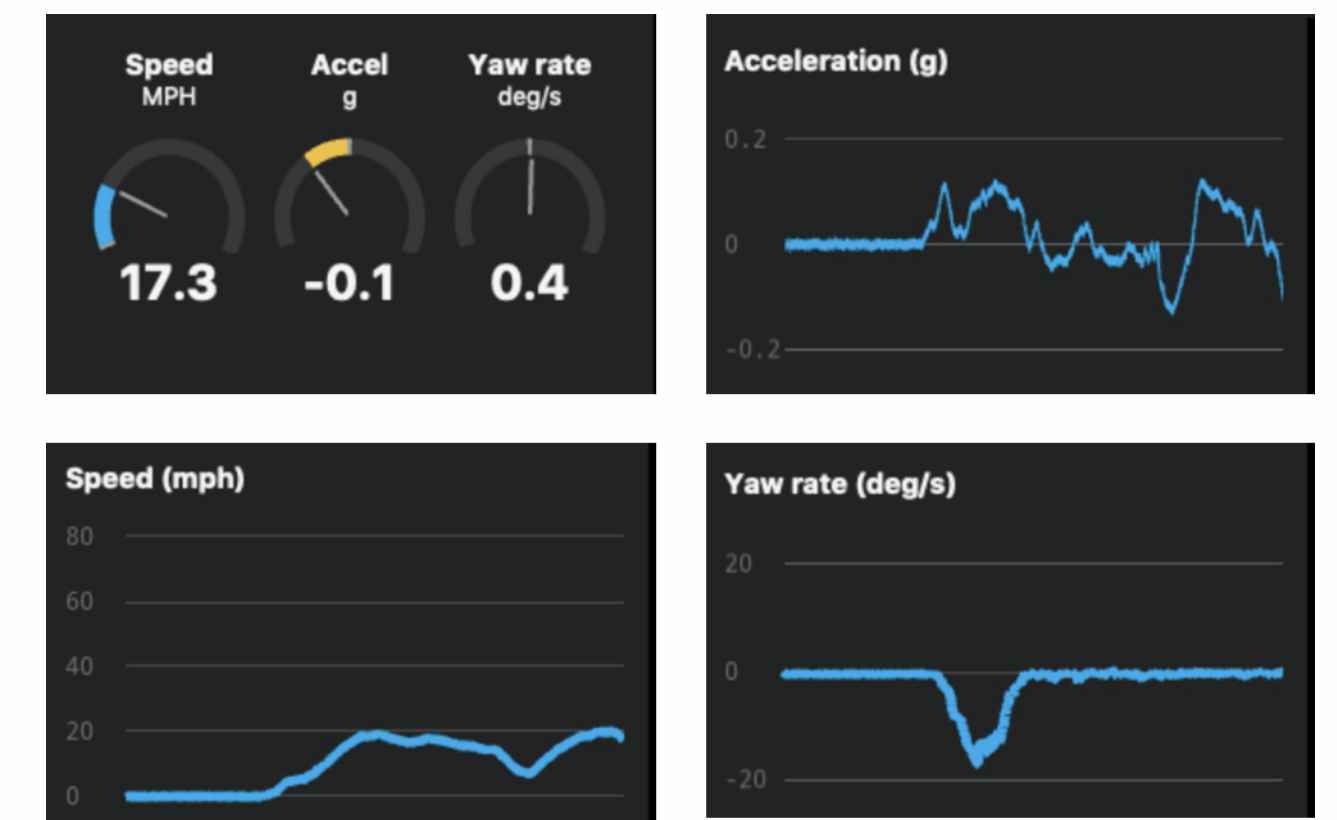 Speed
MPH
17.3
Accel
g
-0.1
Yaw rate
deg/s
0.4
Acceleration (g)
0.2
0
-0.2
Speed (mph)
80
60
40
20
0
Yaw rate (deg/s)
20
0
-20